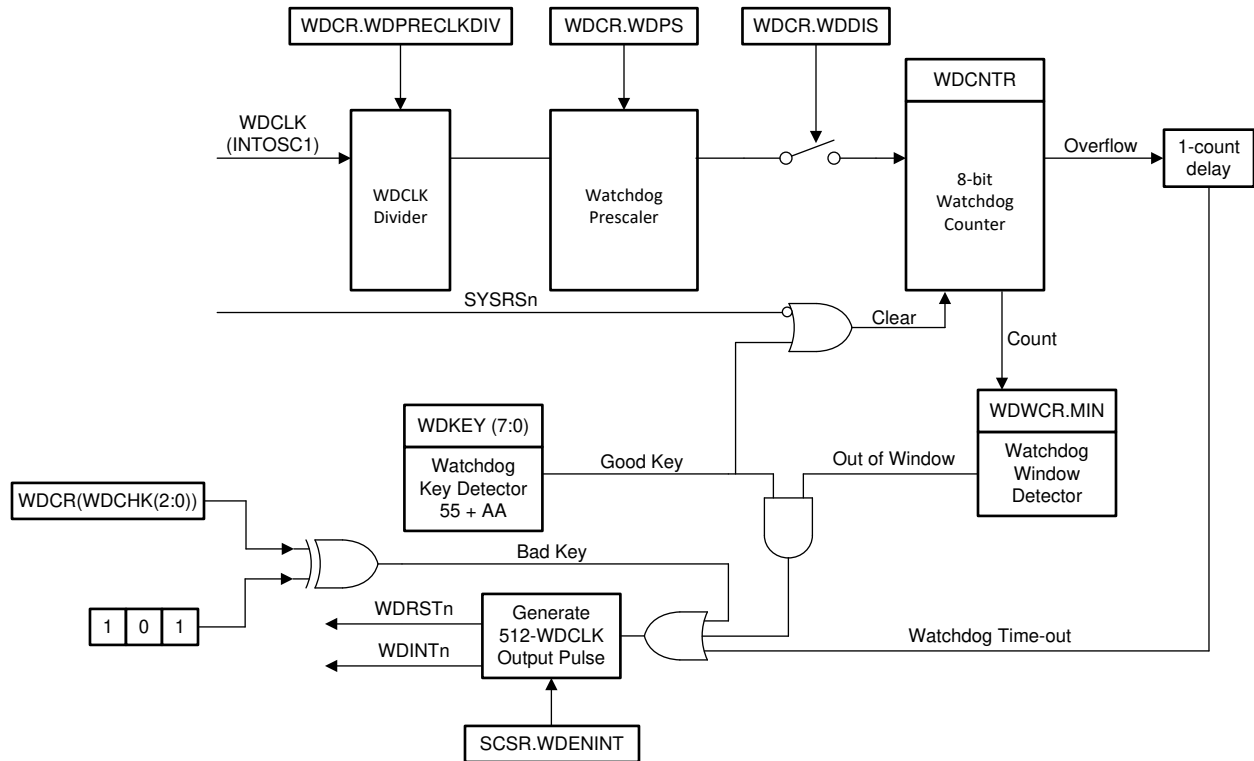 WDCR.WDPRECLKDIV
WDCR.WDPS
WDCR.WDDIS
WDCNTR
WDCLK
(INTOSC1)
WDCLK
Divider
Watchdog
Prescaler
8-bit
Watchdog
Counter
Overflow
1-count
delay
SYSRSn
Clear
Count
WDKEY (7:0)
Watchdog
Key Detector
55 + AA
Good Key
Out of Window
WDWCR.MIN
Watchdog
Window
Detector
WDCR(WDCHK(2:0))
Bad Key
1 0 1
WDRSTn
WDINTn
Generate
512-WDCLK
Output Pulse
Watchdog Time-out
SCSR.WDENINT